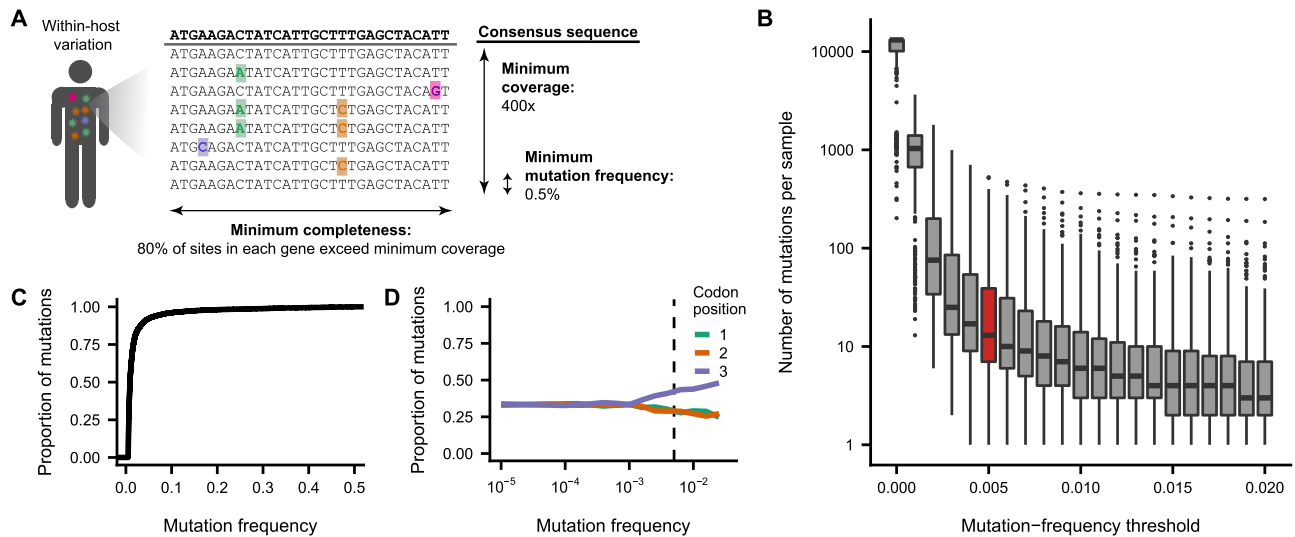 A
Within-host
variation
ATGAAGACTATCATTGCTTTGAGCTACATT
ATGAAGACTATCATTGCTTTGAGCTACATT
ATGAAGAATATCATTGCTTTGAGCTACATT
ATGAAGACTATCATTGCTTTGAGCTACAGT
ATGAAGAATATCATTGCTCTGAGCTACATT
ATGAAGAATATCATTGCTCTGAGCTACATT
ATGCAGACTATCATTGCTTTGAGCTACATT
ATGAAGACTATCATTGCTCTGAGCTACATT
ATGAAGACTATCATTGCTTTGAGCTACATT
Consensus sequence
Minimum
coverage:
400x
Minimum
mutation frequency:
0.5%
Minimum completeness:
80% of sites in each gene exceed minimum coverage
B
Number of mutations per sample
10000
1000
100
10
1
0.000
0.005
0.010
0.015
0.020
Mutation−frequency threshold
C
Proportion of mutations
1.00
0.75
0.50
0.25
0.00
0.0
0.1
0.2
0.3
0.4
0.5
Mutation frequency
D
Proportion of mutations
1.00
0.75
0.50
0.25
0.00
10⁻⁵
10⁻⁴
10⁻³
10⁻²
Mutation frequency
Codon
position
1
2
3